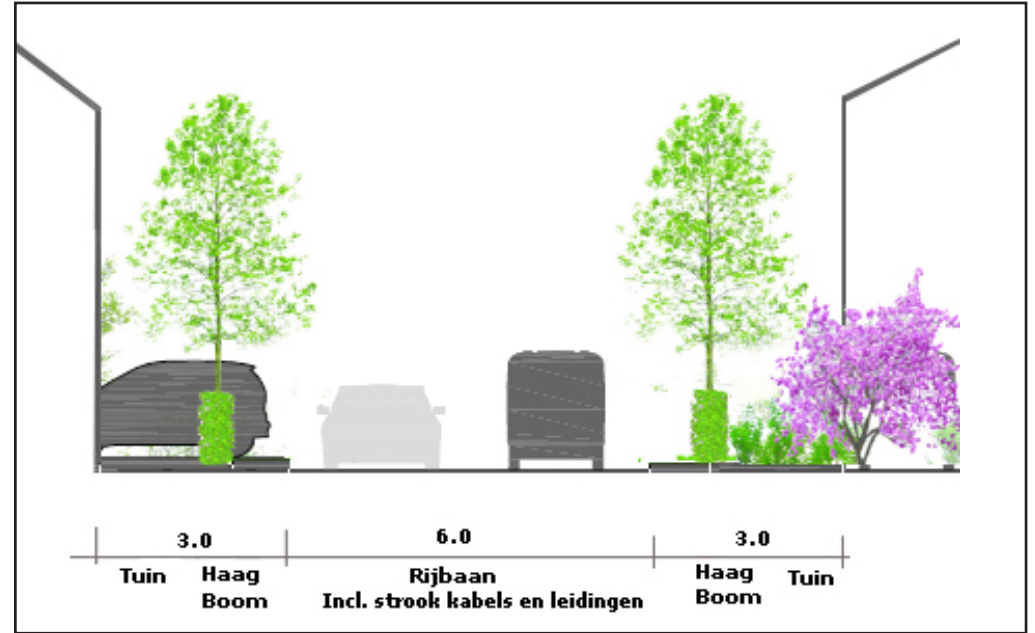 3.0 6.0 3.0
Tuin Haag Rijbaan Haag Tuin
Boom Incl. strook kabels en leidingen Boom